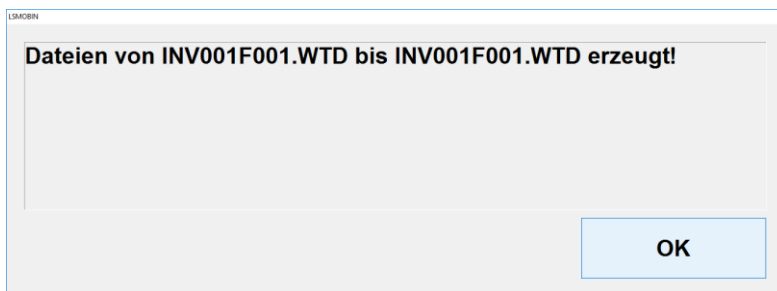 LSMOBIN
Dateien von INV001F001.WTD bis INV001F001.WTD erzeugt!
OK